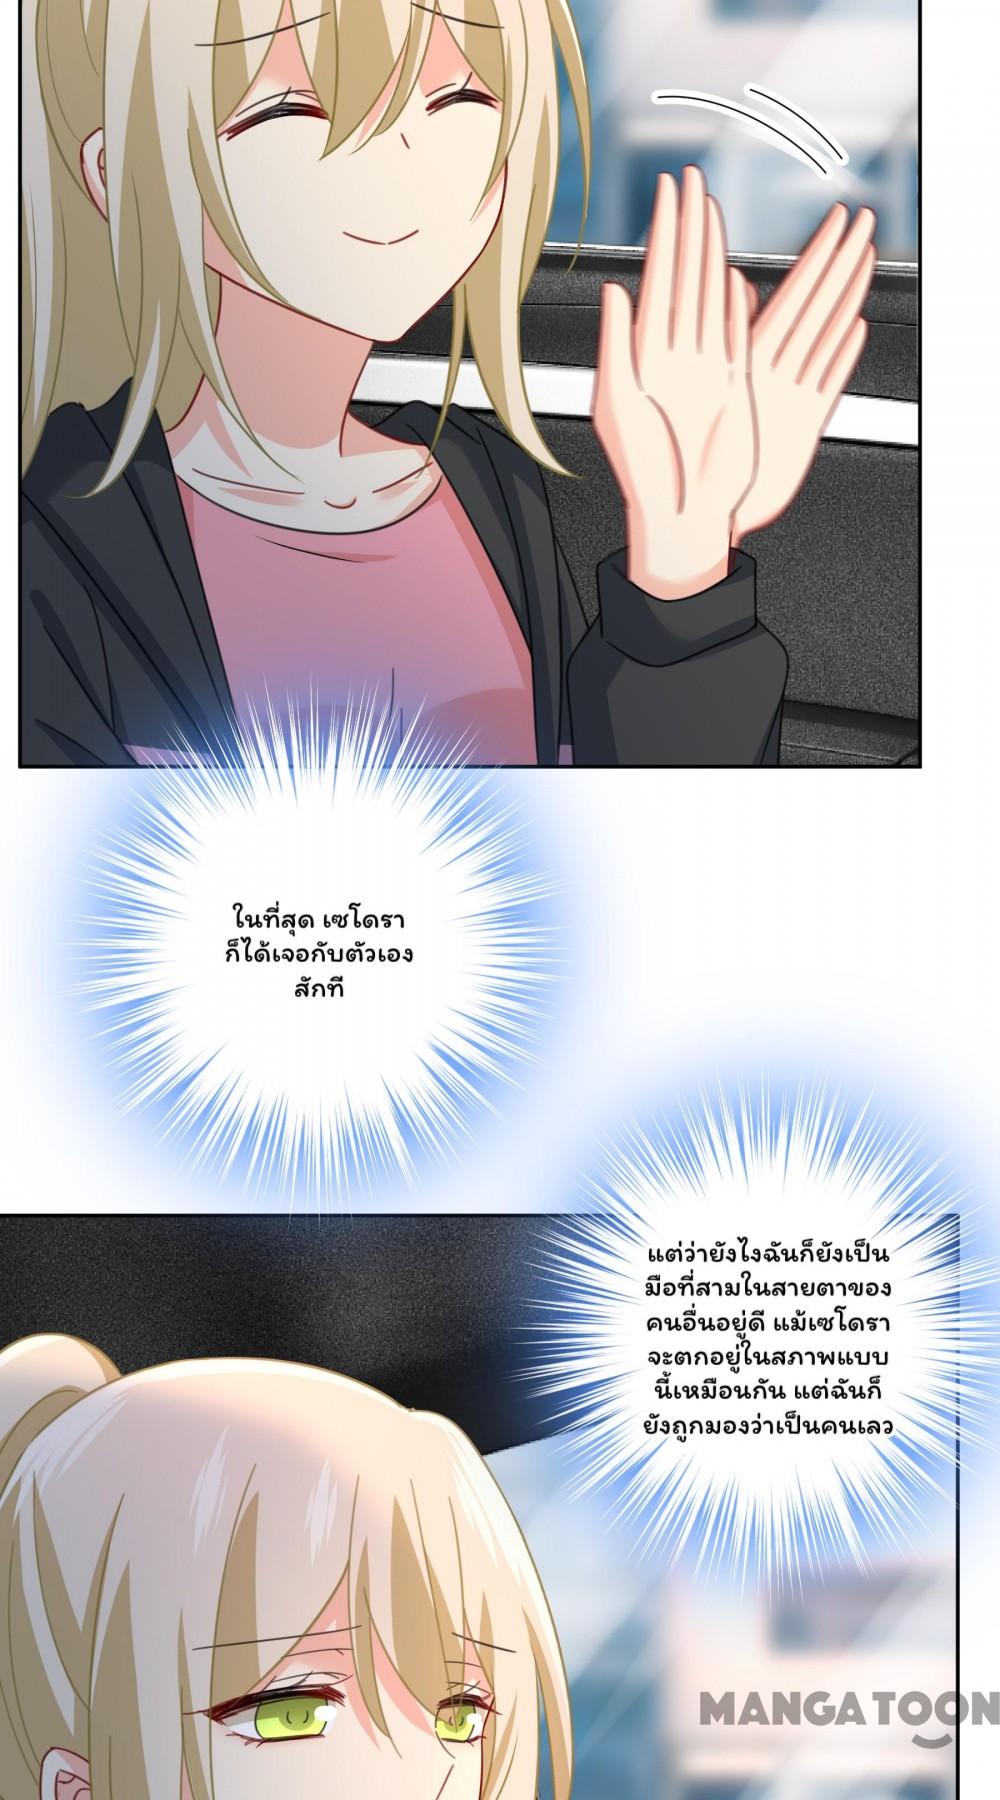 ในที่สุด เซโดรา
ก็ได้เจอกับตัวเอง
สักที
แต่ว่ายังไงฉันก็ยังเป็น
มือที่สามในสายตาของ
คนอื่นอยู่ดี แม้เซโดรา
จะตกอยู่ในสภาพแบบ
นี้เหมือนกัน แต่ฉันก็
ยังถูกมองว่าเป็นคนเลว
MANGATOON